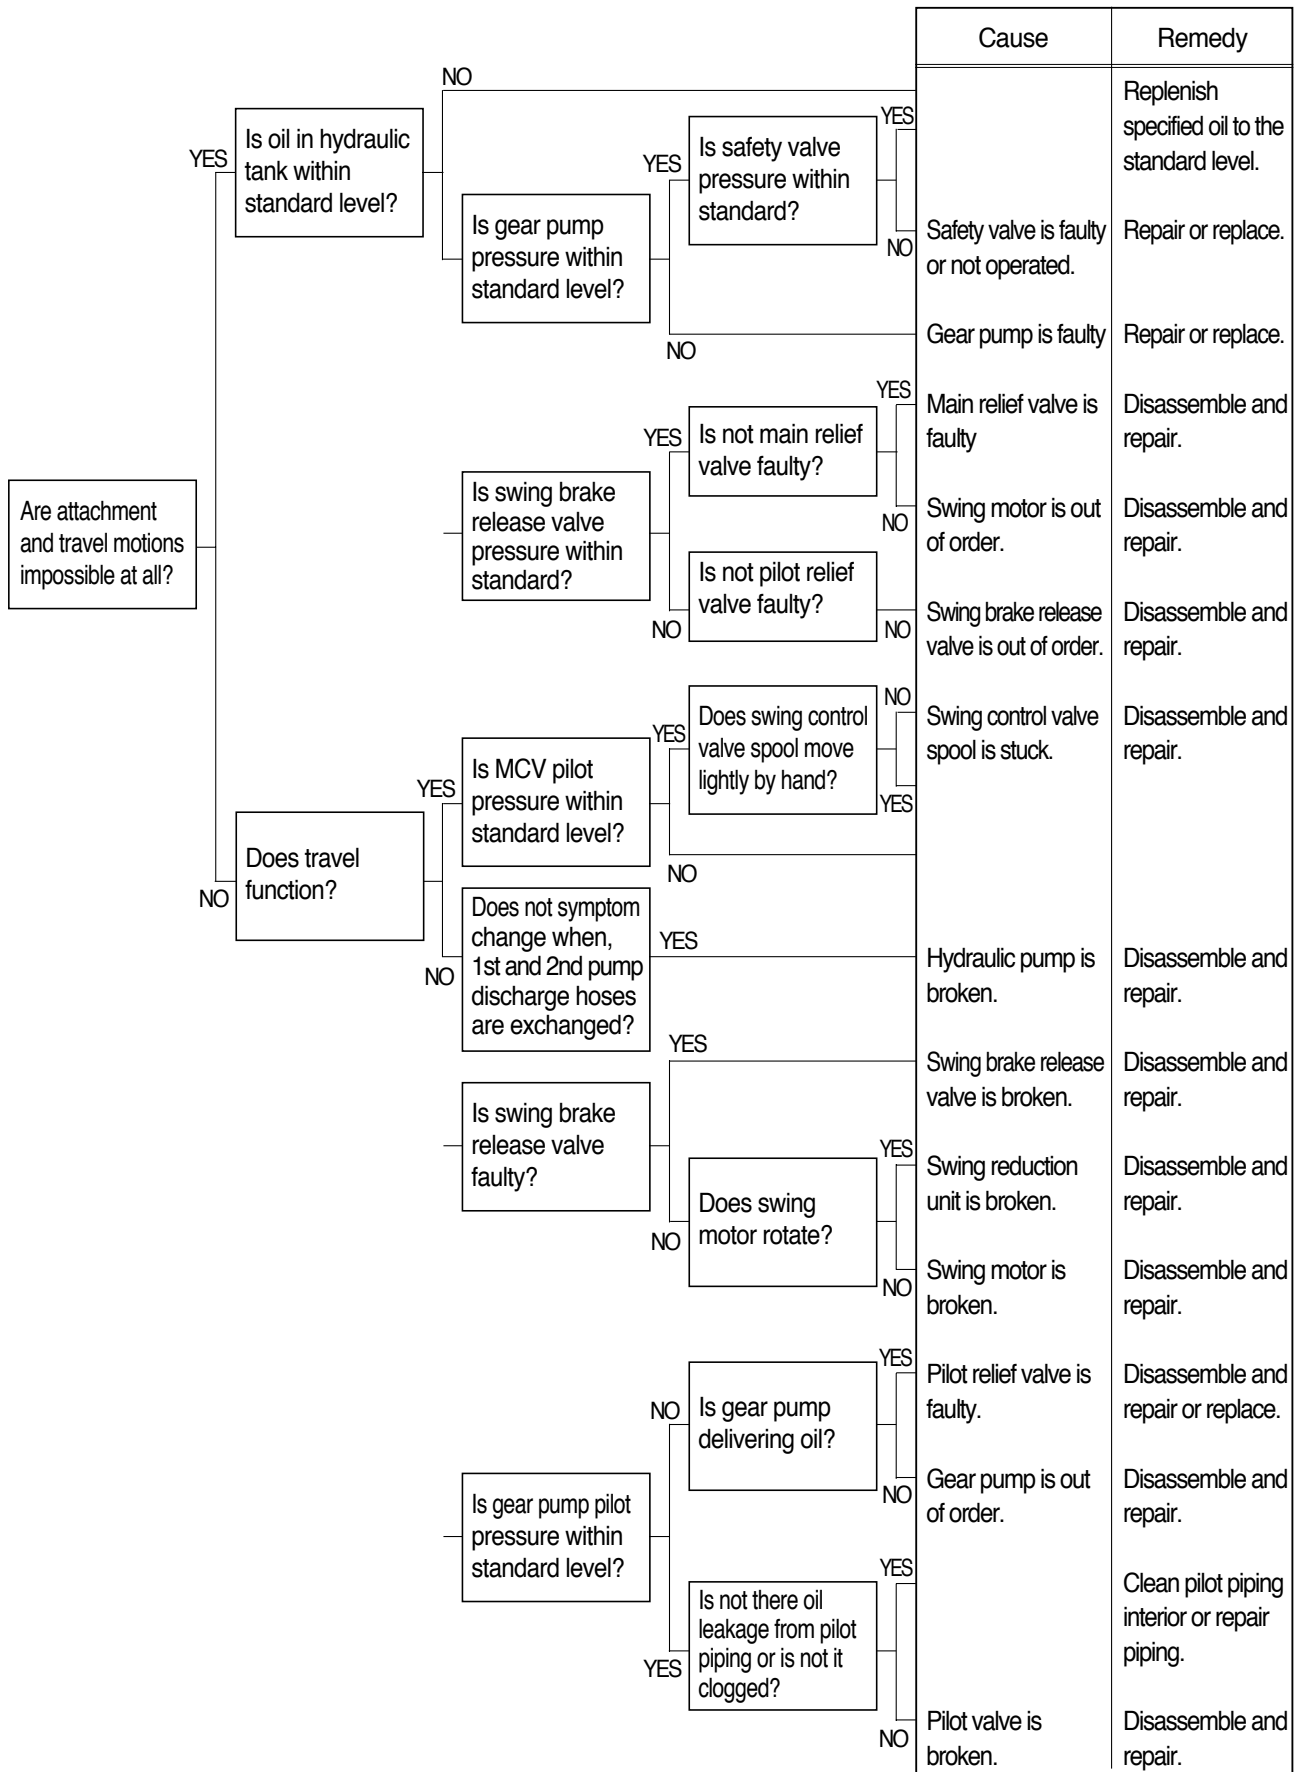 Cause
Remedy
NO
Replenish
specified oil to the
standard level.
YES
Is oil in hydraulic
tank within
standard level?
YES
Is safety valve
pressure within
standard?
YES
NO
Is gear pump
pressure within
standard level?
Safety valve is faulty
or not operated.
Repair or replace.
NO
Gear pump is faulty
Repair or replace.
YES
Is not main relief
valve faulty?
YES
NO
Main relief valve is
faulty
Disassemble and
repair.
Are attachment
and travel motions
impossible at all?
Is swing brake
release valve
pressure within
standard?
Swing motor is out
of order.
Disassemble and
repair.
NO
Is not pilot relief
valve faulty?
NO
Swing brake release
valve is out of order.
Disassemble and
repair.
YES
Does swing control
valve spool move
lightly by hand?
NO
YES
Swing control valve
spool is stuck.
Disassemble and
repair.
YES
Is MCV pilot
pressure within
standard level?
NO
NO
Does travel
function?
NO
Does not symptom
change when,
1st and 2nd pump
discharge hoses
are exchanged?
YES
Hydraulic pump is
broken.
Disassemble and
repair.
YES
Swing brake release
valve is broken.
Disassemble and
repair.
Is swing brake
release valve
faulty?
NO
Does swing
motor rotate?
YES
NO
Swing reduction
unit is broken.
Disassemble and
repair.
Swing motor is
broken.
Disassemble and
repair.
NO
Is gear pump
delivering oil?
YES
NO
Pilot relief valve is
faulty.
Disassemble and
repair or replace.
Gear pump is out
of order.
Disassemble and
repair.
Is gear pump pilot
pressure within
standard level?
YES
Is not there oil
leakage from pilot
piping or is not it
clogged?
YES
NO
Clean pilot piping
interior or repair
piping.
Pilot valve is
broken.
Disassemble and
repair.